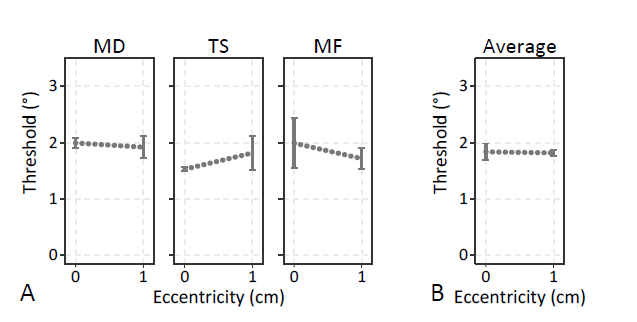 MD TS MF Average
Threshold (°)
3
2
1
0
0 1 0 1 0 1
Eccentricity (cm)
A
Threshold (°)
3
2
1
0
0 1
Eccentricity (cm)
B